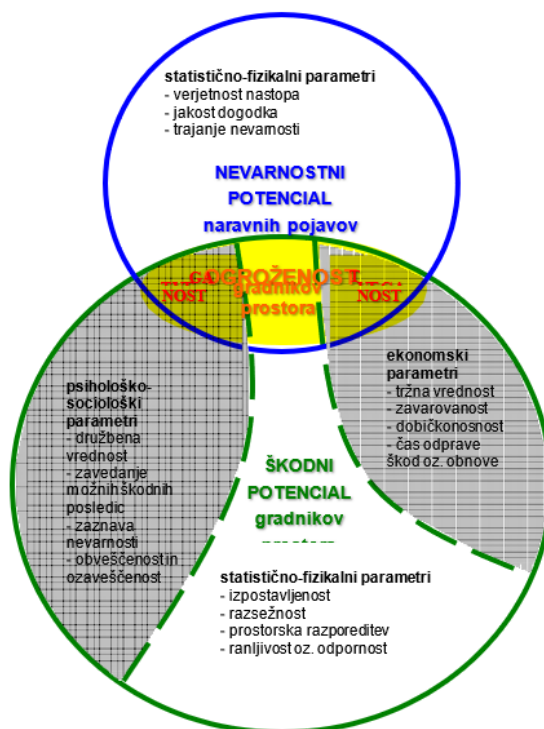 statistično-fizikalni parametri
- verjetnost nastopa
- jakost dogodka
- trajanje nevarnosti
NEVARNOSTNI
POTENCIAL
naravnih pojavov
OGROŽENOST
gradnikov
prostora
NOST
NOST
psihološko-
sociološki
parametri
- družbena
vrednost
- zavedanje
možnih škodnih
posledic
- zaznava
nevarnosti
- obveščenost in
ozaveščenost
ekonomski
parametri
- tržna vrednost
- zavarovanost
- dobičkonosnost
- čas odprave
škod oz. obnove
ŠKODNI
POTENCIAL
gradnikov
statistično-fizikalni parametri
- izpostavljenost
- razsežnost
- prostorska razporeditev
- ranljivost oz. odpornost